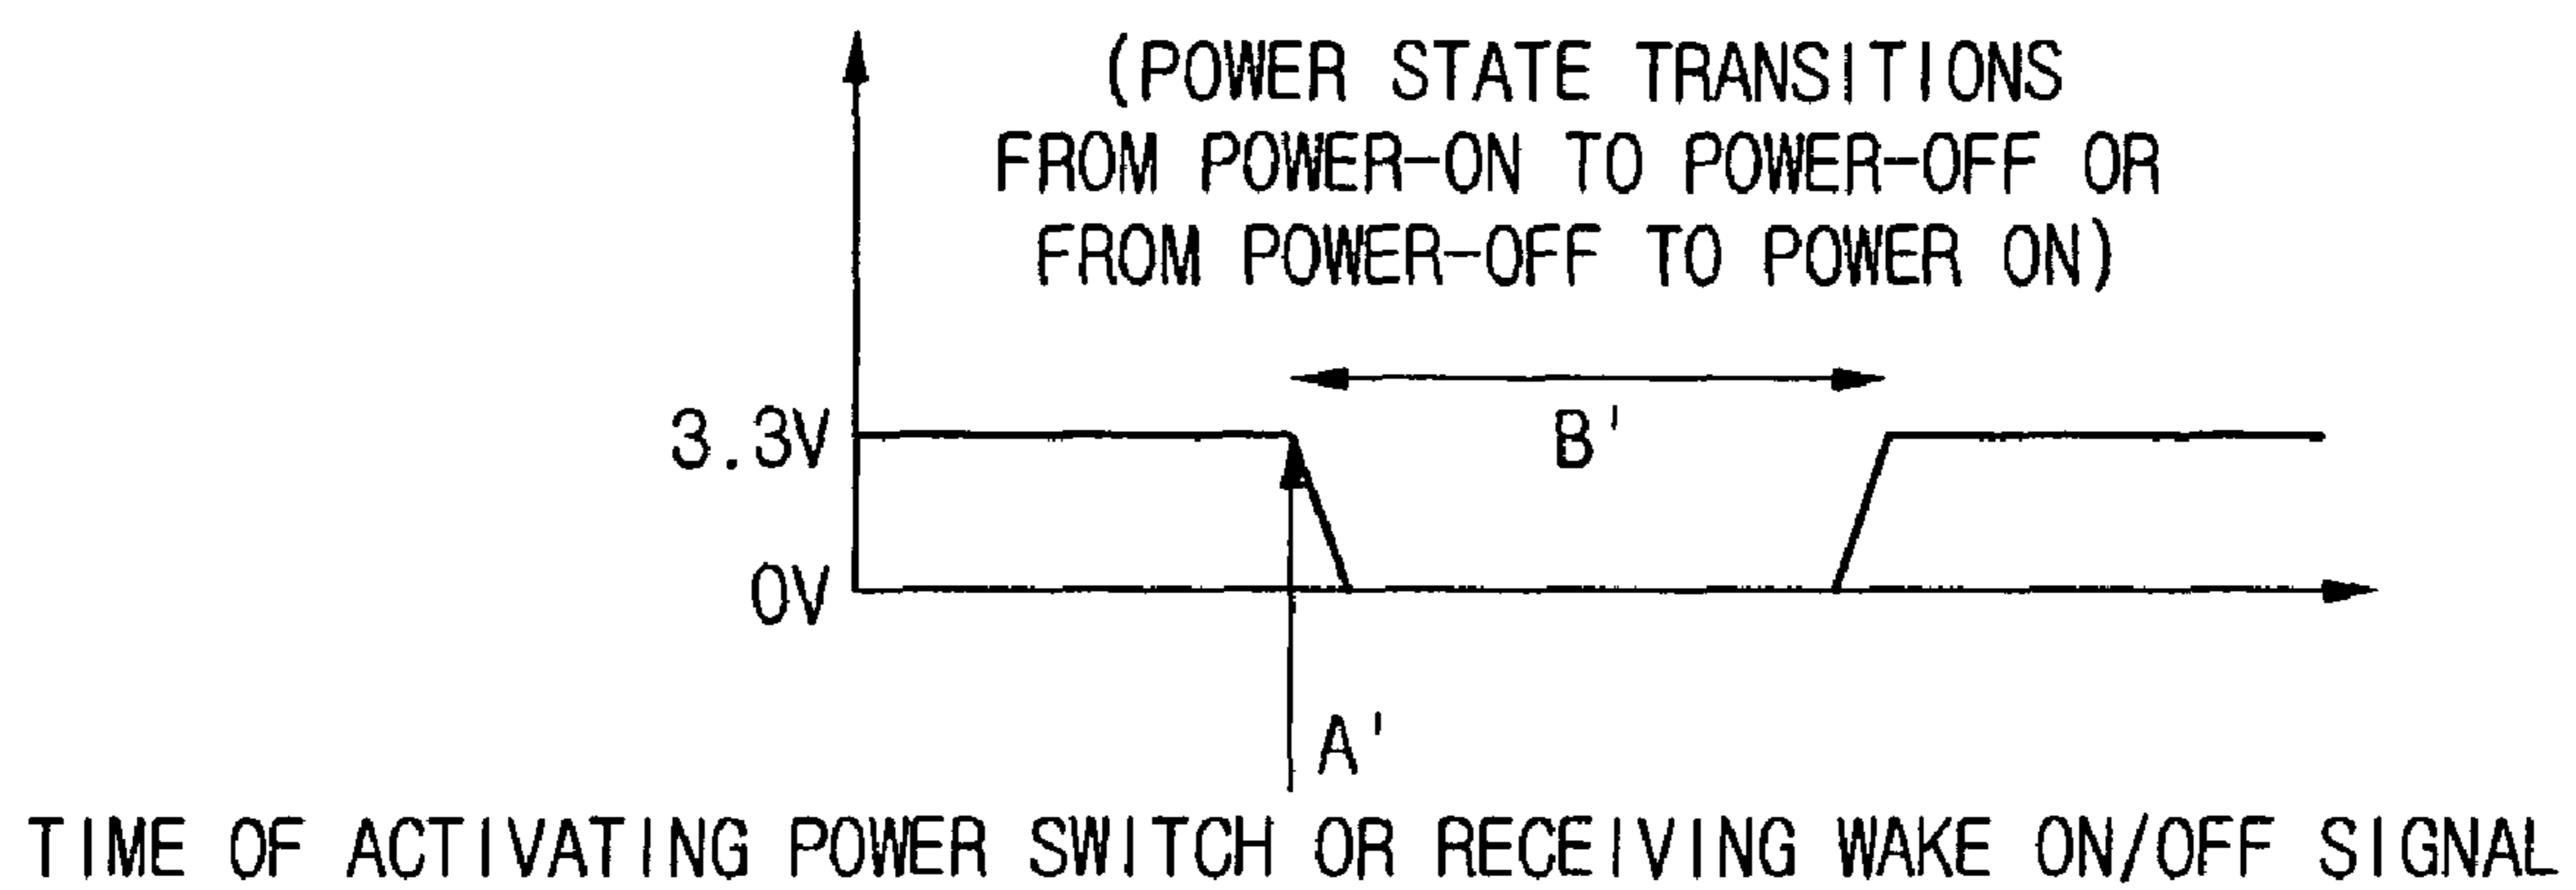 (POWER STATE TRANSITIONS
FROM POWER-ON TO POWER-OFF OR
FROM POWER-OFF TO POWER ON)
3.3V
B'
0V
A'
TIME OF ACTIVATING POWER SWITCH OR RECEIVING WAKE ON/OFF SIGNAL